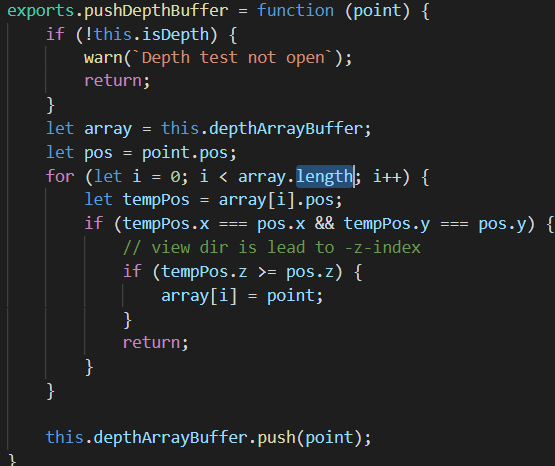 exports.pushDepthBuffer = function (point) {
    if (!this.isDepth) {
        warn(`Depth test not open`);
        return;
    }
    let array = this.depthArrayBuffer;
    let pos = point.pos;
    for (let i = 0; i < array.length; i++) {
        let tempPos = array[i].pos;
        if (tempPos.x === pos.x && tempPos.y === pos.y) {
            // view dir is lead to -z-index
            if (tempPos.z >= pos.z) {
                array[i] = point;
            }
            return;
        }
    }

    this.depthArrayBuffer.push(point);
}